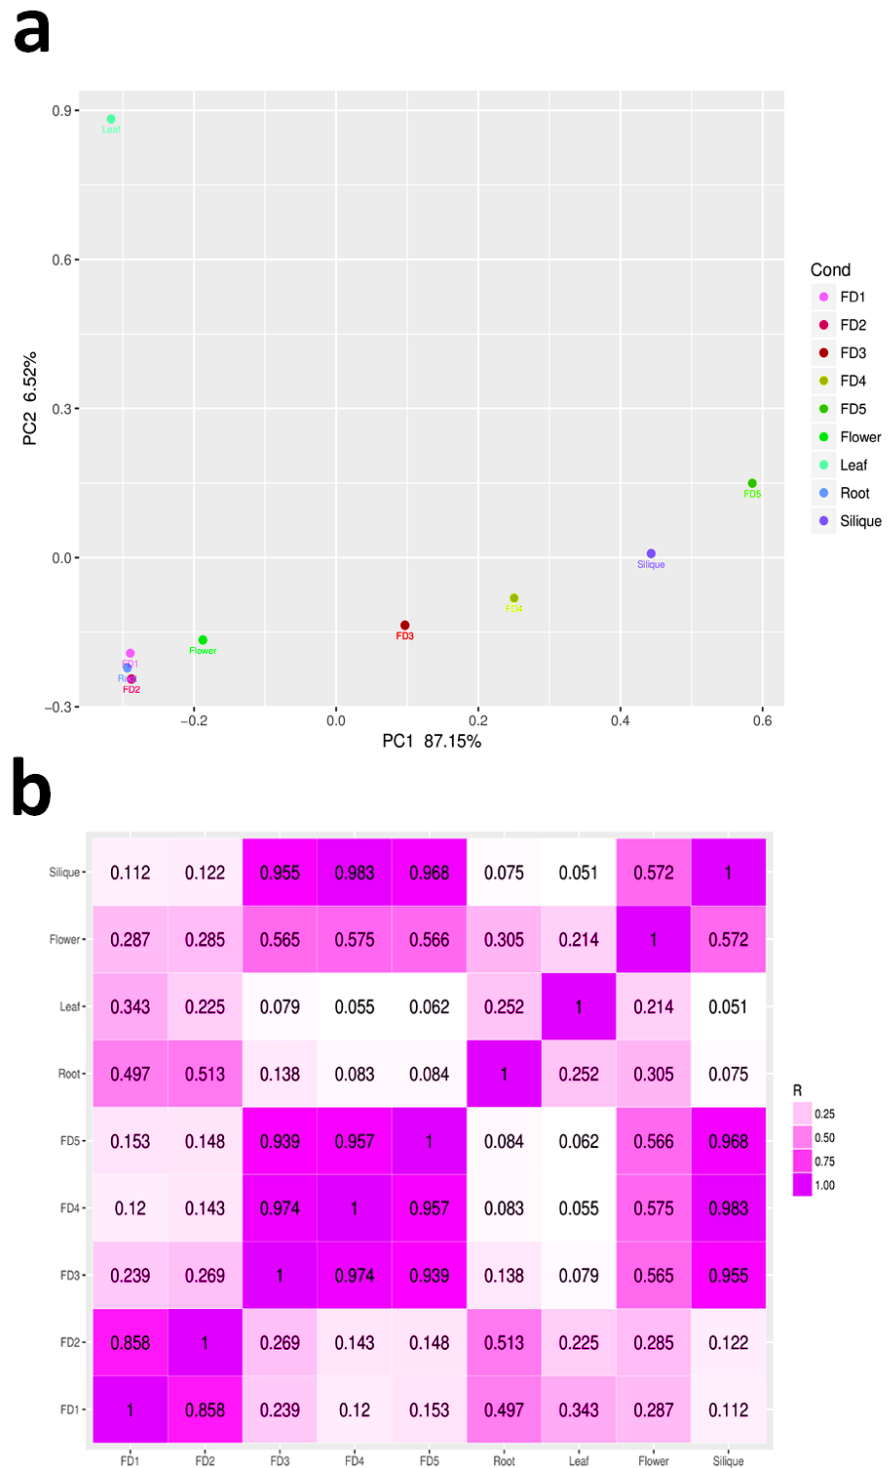 a
0.9
Leaf
0.6
0.3
0.0
−0.3
PC2 6.52%
FD5
Silique
FD4
FD3
Flower
FD1
Root
FD2
−0.2
0.0
0.2
0.4
0.6
PC1 87.15%
Cond
FD1
FD2
FD3
FD4
FD5
Flower
Leaf
Root
Silique
b
Silique 0.112 0.122 0.955 0.983 0.968 0.075 0.051 0.572 1
Flower 0.287 0.285 0.565 0.575 0.566 0.305 0.214 1 0.572
Leaf 0.343 0.225 0.079 0.055 0.062 0.252 1 0.214 0.051
Root 0.497 0.513 0.138 0.083 0.084 1 0.252 0.305 0.075
FD5 0.153 0.148 0.939 0.957 1 0.084 0.062 0.566 0.968
FD4 0.12 0.143 0.974 1 0.957 0.083 0.055 0.575 0.983
FD3 0.239 0.269 1 0.974 0.939 0.138 0.079 0.565 0.955
FD2 0.858 1 0.269 0.143 0.148 0.513 0.225 0.285 0.122
FD1 1 0.858 0.239 0.12 0.153 0.497 0.343 0.287 0.112
FD1 FD2 FD3 FD4 FD5 Root Leaf Flower Silique
R
0.25
0.50
0.75
1.00